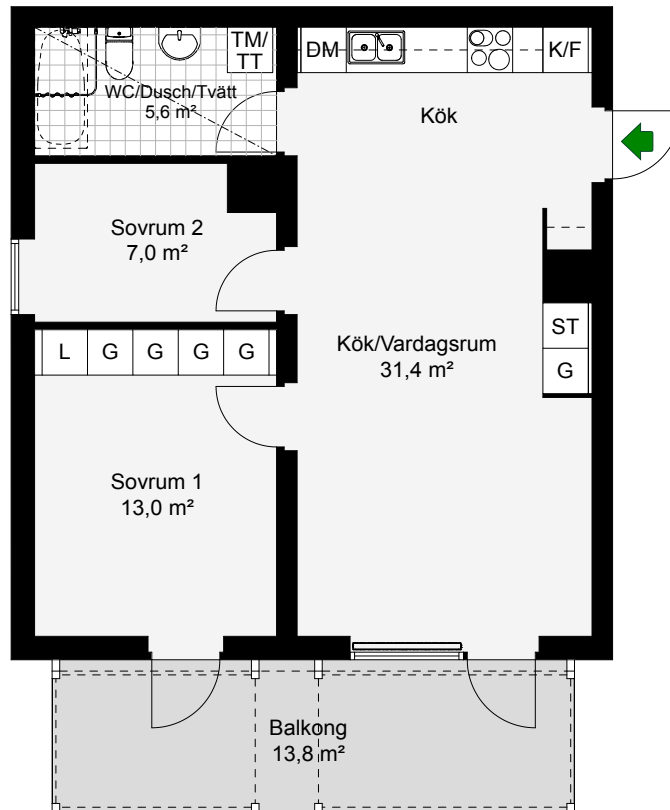 TM/
TT
DM
K/F
WC/Dusch/Tvätt
5,6 m²
Kök
Sovrum 2
7,0 m²
Kök/Vardagsrum
31,4 m²
ST
G
L G G G G
Sovrum 1
13,0 m²
Balkong
13,8 m²